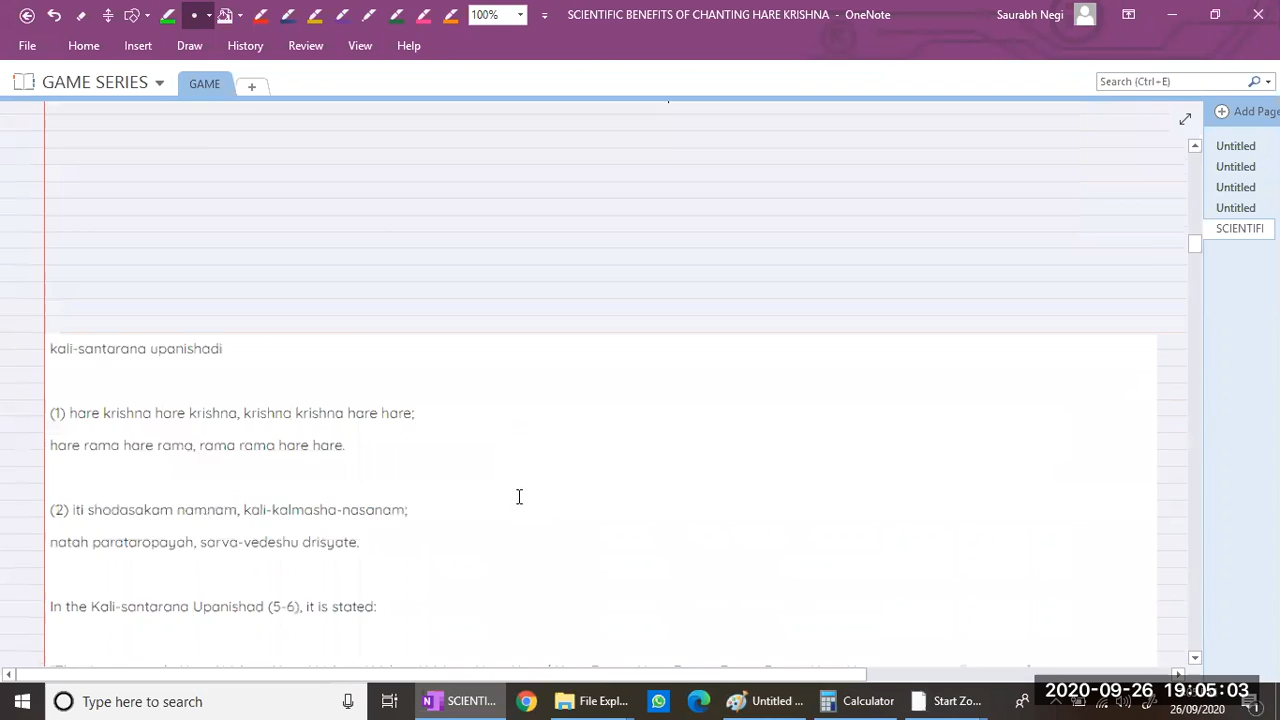 100%
SCIENTIFIC BENEFITS OF CHANTING HARE KRISHNA - OneNote
Saurabh Negi
File Home Insert Draw History Review View Help
GAME SERIES GAME
Search (Ctrl+E)
Add Page
Untitled
Untitled
Untitled
Untitled
SCIENTIFI
kali-santarana upanishadi
(1) hare krishna hare krishna, krishna krishna hare hare;
hare rama hare rama, rama rama hare hare.
(2) iti shodasakam namnam, kali-kalmasha-nasanam;
natah parataropayah, sarva-vedeshu drisyate.
In the Kali-santarana Upanishad (5-6), it is stated:
Type here to search
SCIENTI...
File Expl...
Untitled ...
Calculator
Start Zo...
2020-09-26 19:05:03
26/09/2020